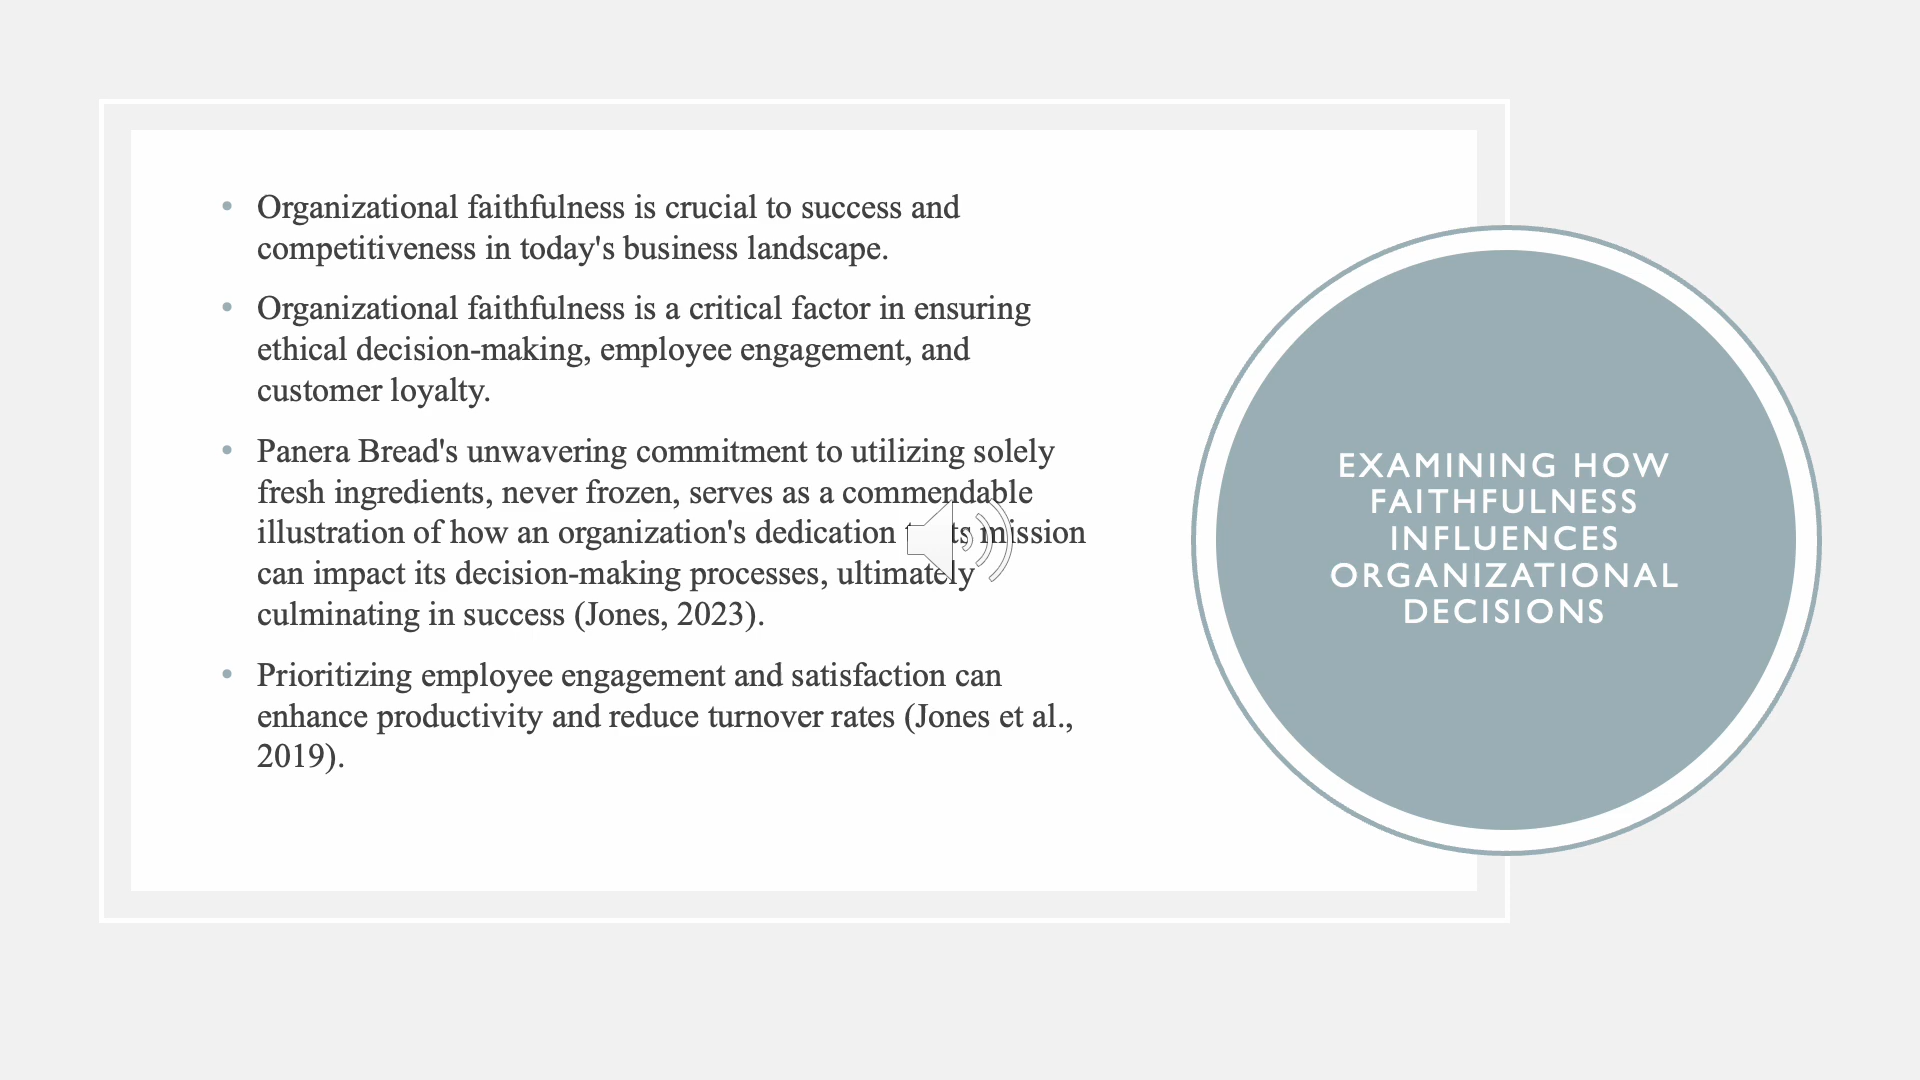 Organizational faithfulness is crucial to success and
competitiveness in today's business landscape.
Organizational faithfulness is a critical factor in ensuring
ethical decision-making, employee engagement, and
customer loyalty.
Panera Bread's unwavering commitment to utilizing solely
fresh ingredients, never frozen, serves as a commendable
illustration of how an organization's dedication mission
can impact its decision-making processes, ultimately
culminating in success (Jones, 2023).
Prioritizing employee engagement and satisfaction can
enhance productivity and reduce turnover rates (Jones et al.,
2019).
EXAMINING HOW
FAITHFULNESS
INFLUENCES
ORGANIZATIONAL
DECISIONS